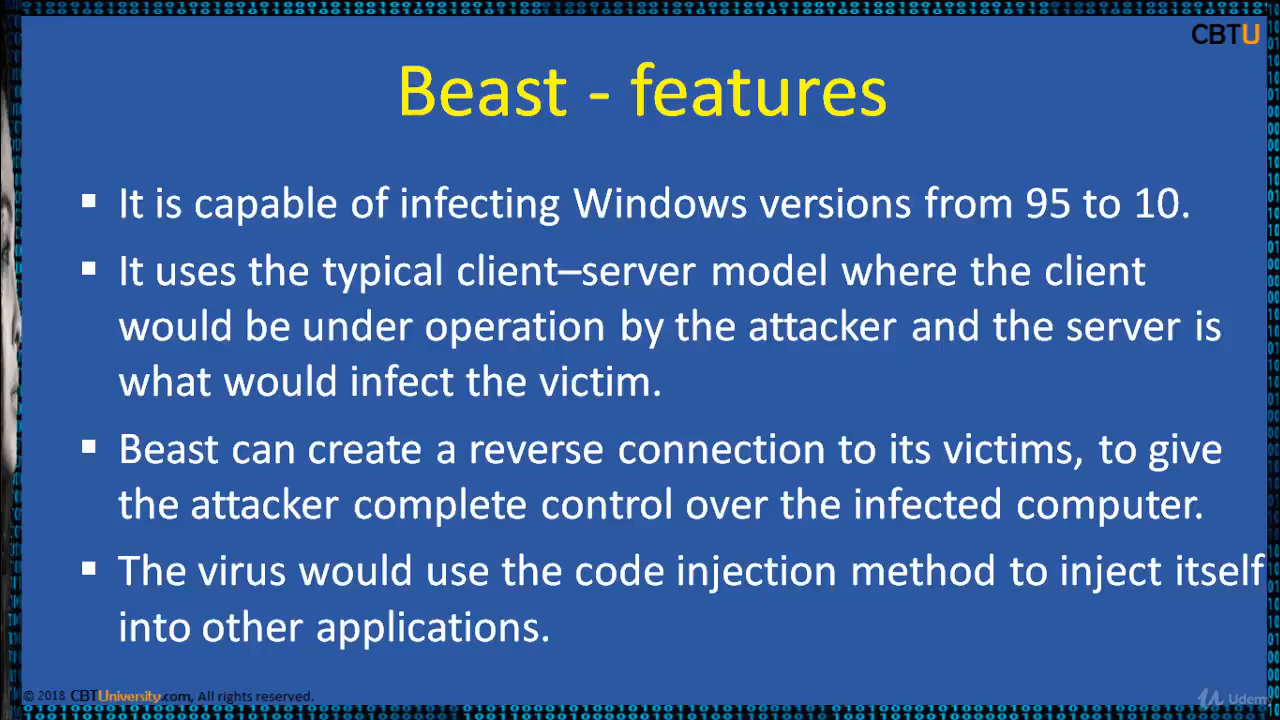 CBTU
Beast - features
▪ It is capable of infecting Windows versions from 95 to 10.
▪ It uses the typical client–server model where the client
would be under operation by the attacker and the server is
what would infect the victim.
▪ Beast can create a reverse connection to its victims, to give
the attacker complete control over the infected computer.
▪ The virus would use the code injection method to inject itself
into other applications.
© 2018 CBTUniversity.com, All rights reserved.
Udemy